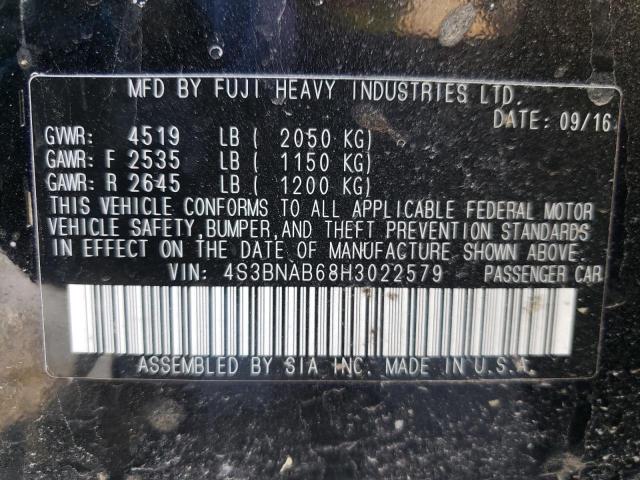 MFD BY FUJI HEAVY INDUSTRIES LTD.
DATE: 09/16
GVWR: 4519 LB ( 2050 KG)
GAWR: F 2535 LB ( 1150 KG)
GAWR: R 2645 LB ( 1200 KG)
THIS VEHICLE CONFORMS TO ALL APPLICABLE FEDERAL MOTOR
VEHICLE SAFETY, BUMPER, AND THEFT PREVENTION STANDARDS
IN EFFECT ON THE DATE OF MANUFACTURE SHOWN ABOVE.
VIN: 4S3BNAB68H3022579 PASSENGER CAR
ASSEMBLED BY SIA INC. MADE IN U.S.A.